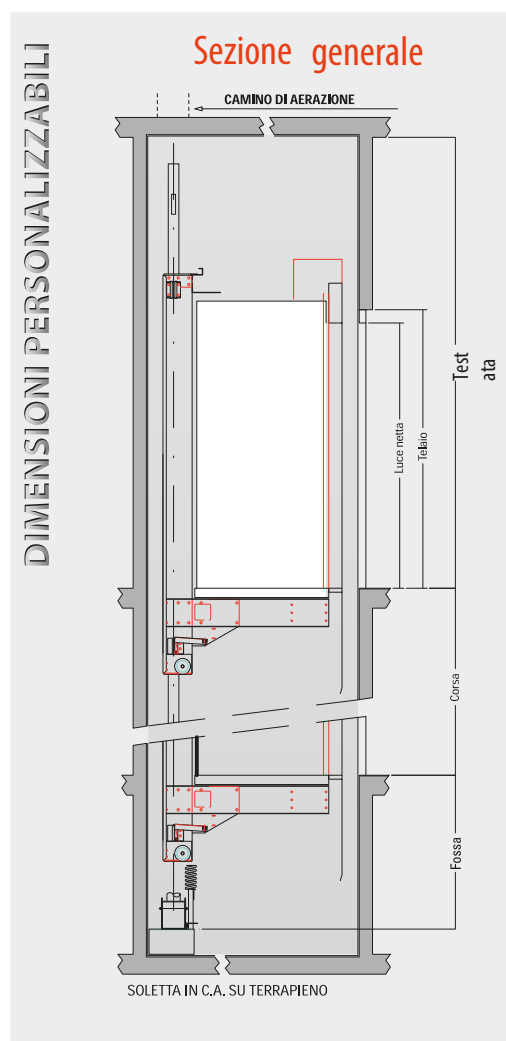 Sezione generale
DIMENSIONI PERSONALIZZABILI
CAMINO DI AERAZIONE
Test
ata
Luce netta
Telaio
Corsa
Fossa
SOLETTA IN C.A. SU TERRAPIENO